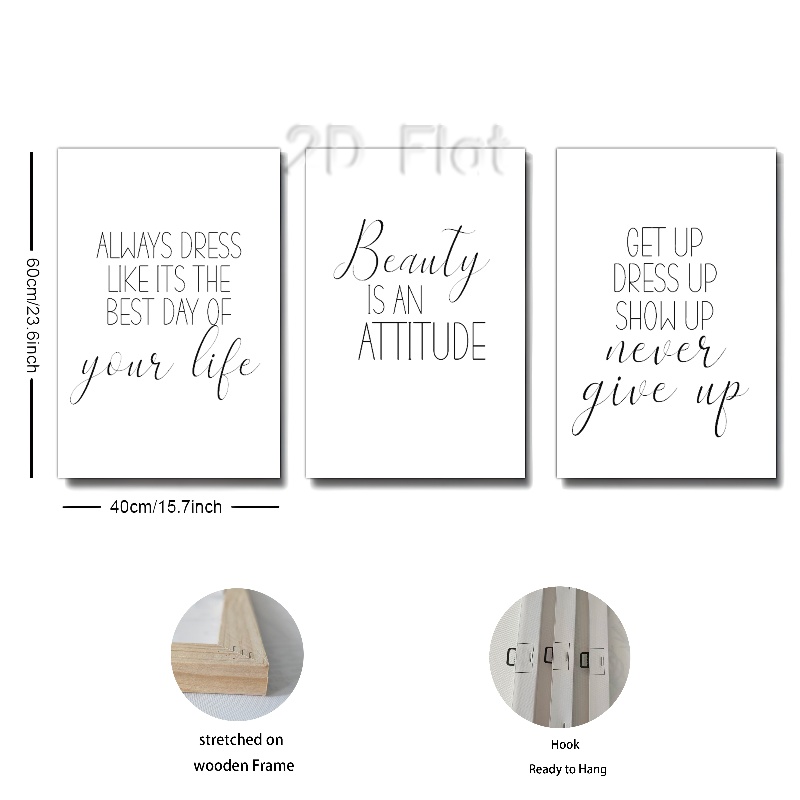 2D Flat
ALWAYS DRESS
LIKE ITS THE
BEST DAY OF
your life
Beauty
IS AN
ATTITUDE
GET UP
DRESS UP
SHOW UP
never
give up
60cm/23.6inch
40cm/15.7inch
stretched on
wooden Frame
Hook
Ready to Hang